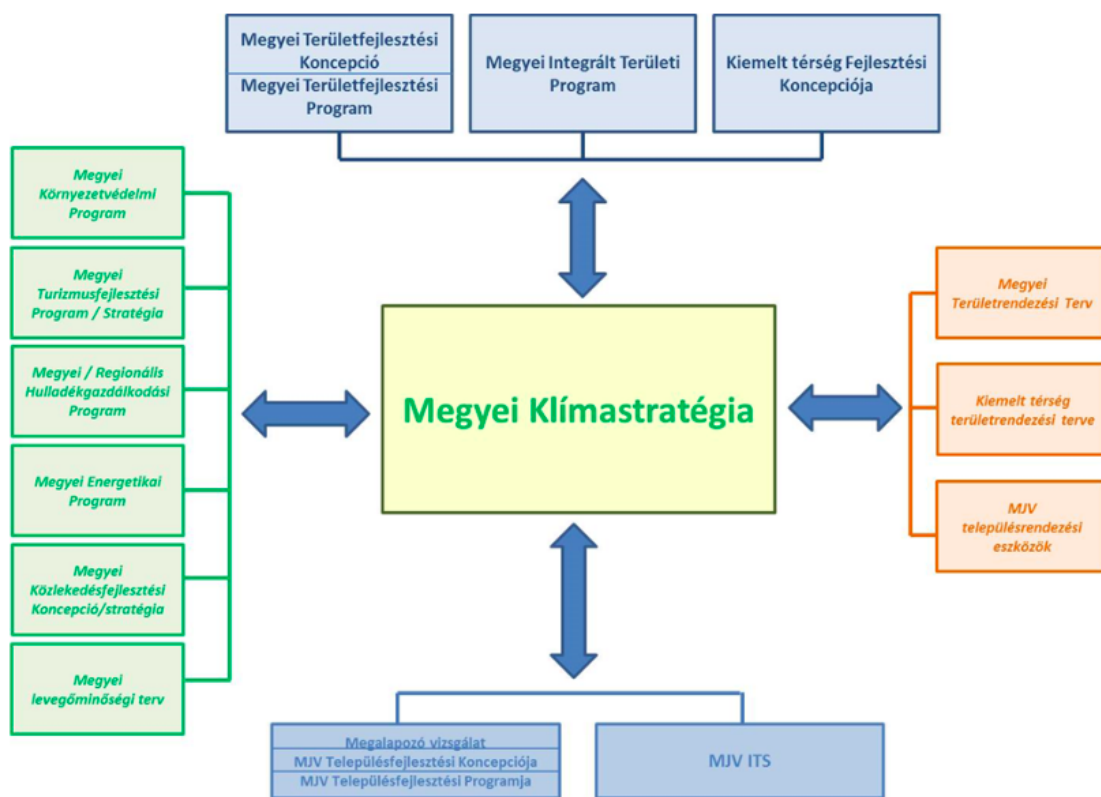 Megyei Területfejlesztési
Koncepció
Megyei Területfejlesztési
Program
Megyei Integrált Területi
Program
Kiemelt térség Fejlesztési
Koncepciója
Megyei
Környezetvédelmi
Program
Megyei
Turizmusfejlesztési
Program / Stratégia
Megyei / Regionális
Hulladékgazdálkodási
Program
Megyei Energetikai
Program
Megyei
Közlekedésfejlesztési
Koncepció/stratégia
Megyei
levegőminőségi terv
Megyei Klímastratégia
Megyei
Területrendezési Terv
Kiemelt térség
területrendezési terve
MJV
településrendezési
eszközök
Megalapozó vizsgálat
MJV Településfejlesztési Koncepciója
MJV Településfejlesztési Programja
MJV ITS